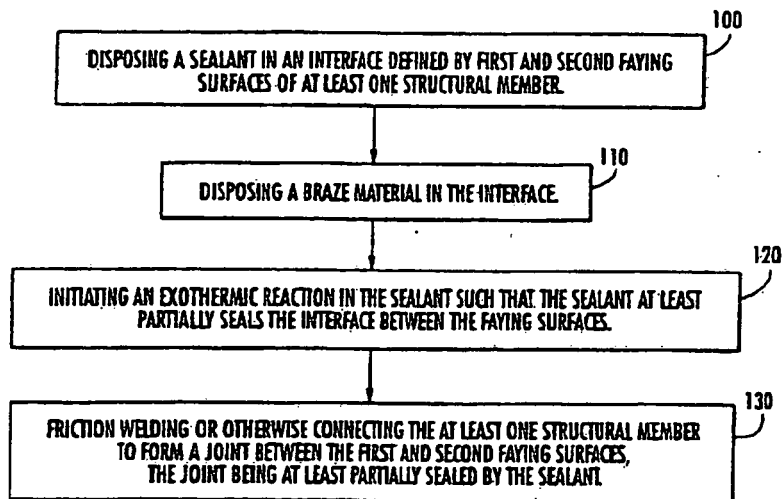 100
DISPOSING A SEALANT IN AN INTERFACE DEFINED BY FIRST AND SECOND FAYING
SURFACES OF AT LEAST ONE STRUCTURAL MEMBER.
110
DISPOSING A BRAZE MATERIAL IN THE INTERFACE.
120
INITIATING AN EXOTHERMIC REACTION IN THE SEALANT SUCH THAT THE SEALANT AT LEAST
PARTIALLY SEALS THE INTERFACE BETWEEN THE FAYING SURFACES.
130
FRICTION WELDING OR OTHERWISE CONNECTING THE AT LEAST ONE STRUCTURAL MEMBER
TO FORM A JOINT BETWEEN THE FIRST AND SECOND FAYING SURFACES,
THE JOINT BEING AT LEAST PARTIALLY SEALED BY THE SEALANT.